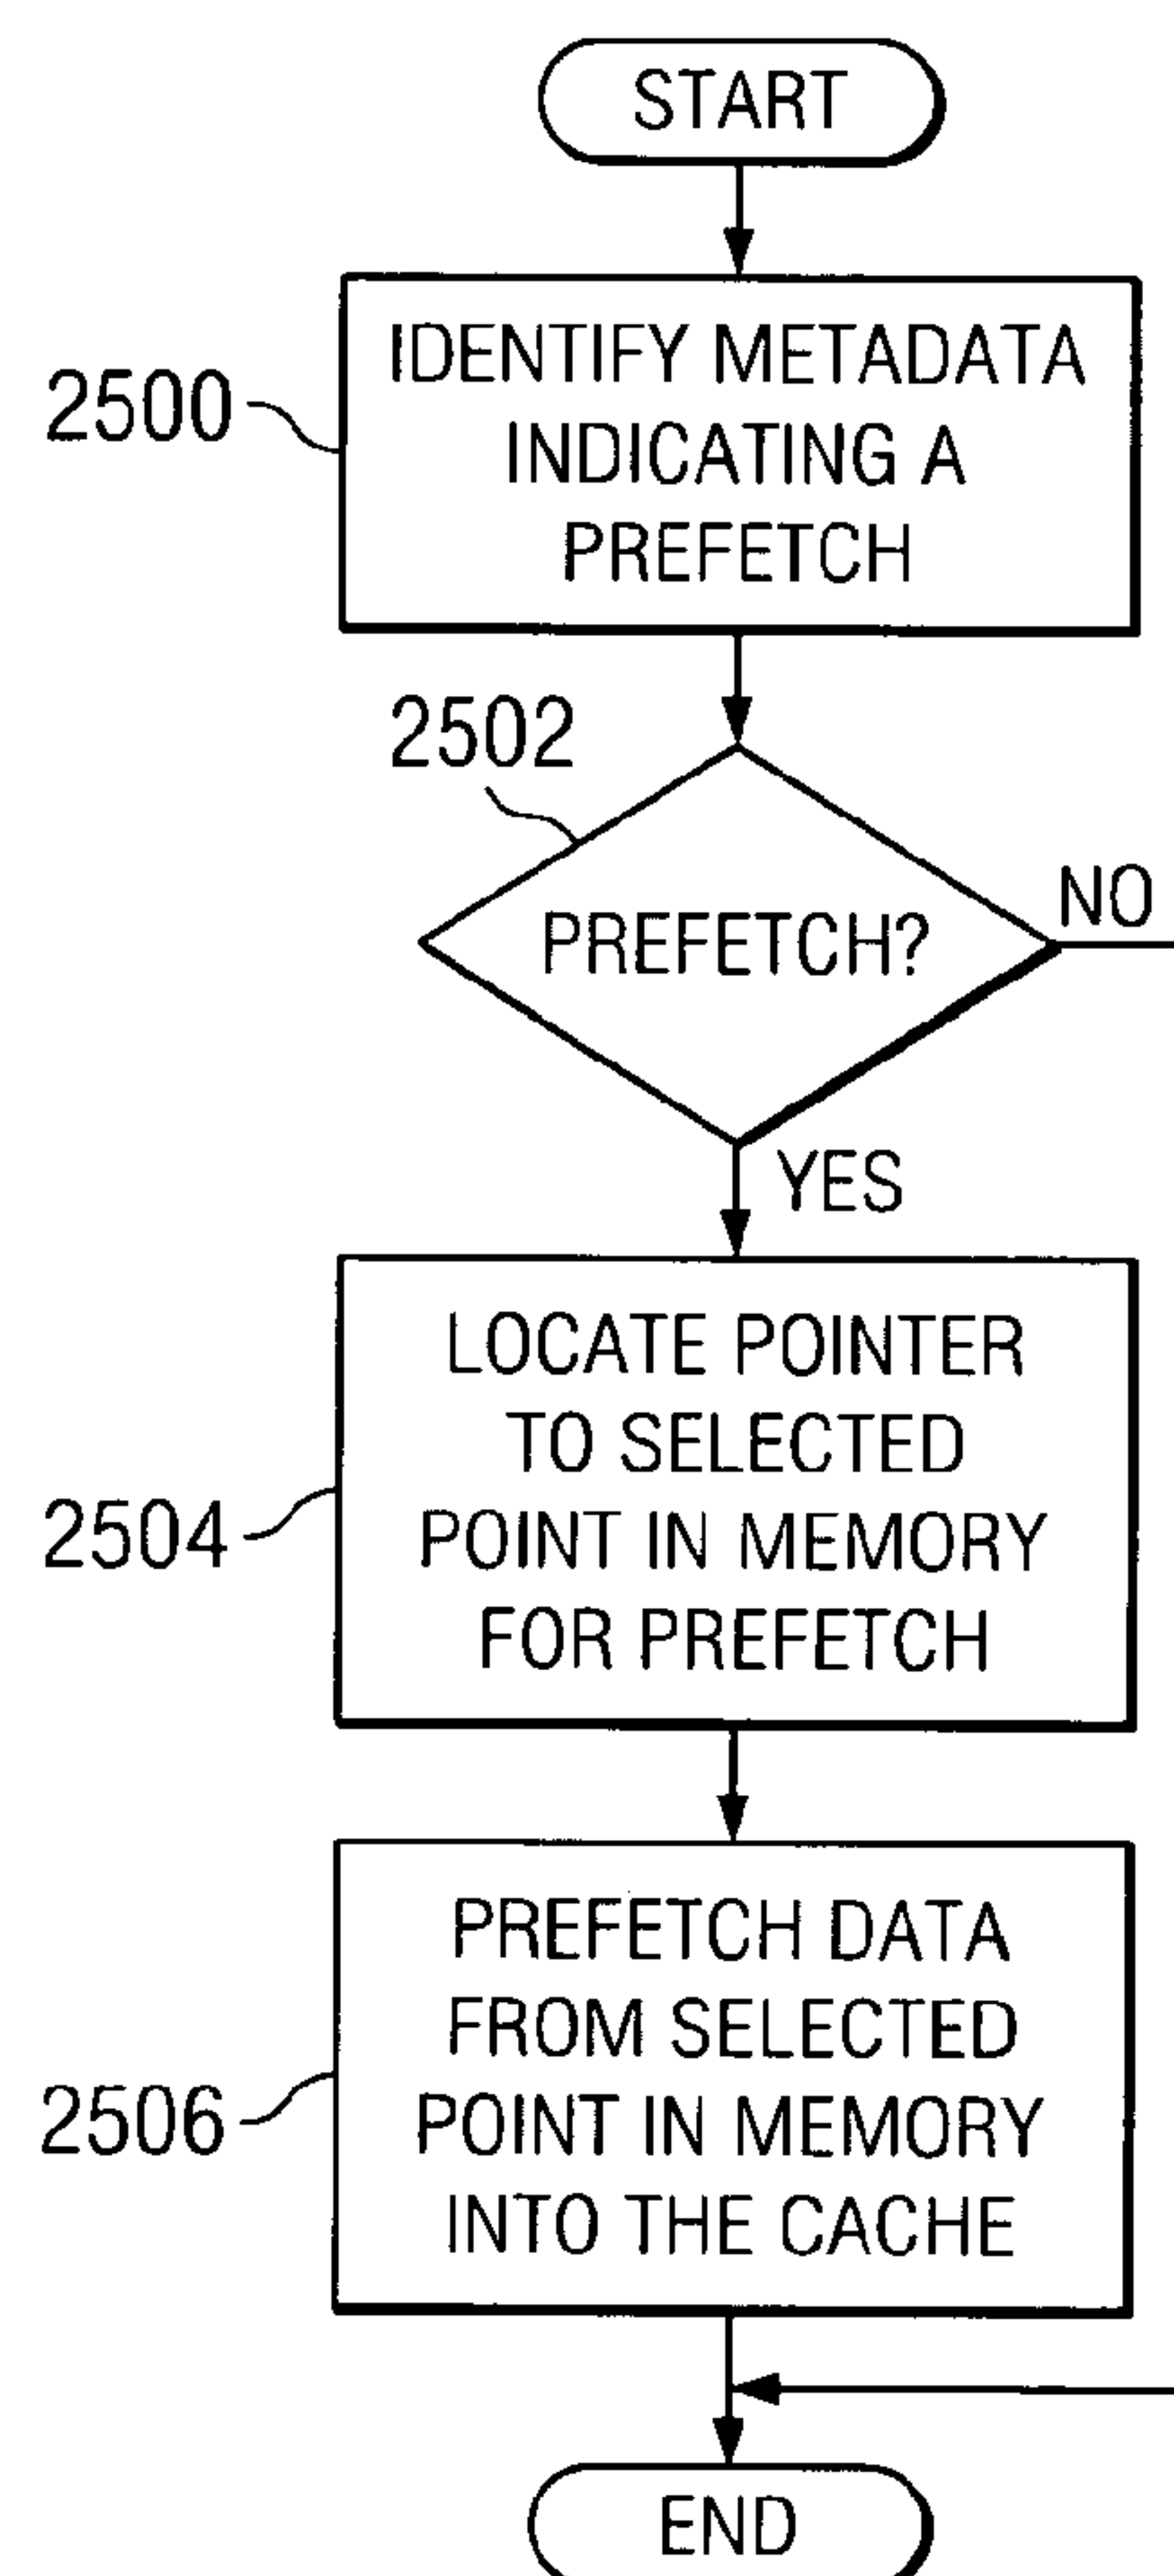 START
2500
IDENTIFY METADATA
INDICATING A
PREFETCH
2502
PREFETCH?
NO
YES
2504
LOCATE POINTER
TO SELECTED
POINT IN MEMORY
FOR PREFETCH
2506
PREFETCH DATA
FROM SELECTED
POINT IN MEMORY
INTO THE CACHE
END